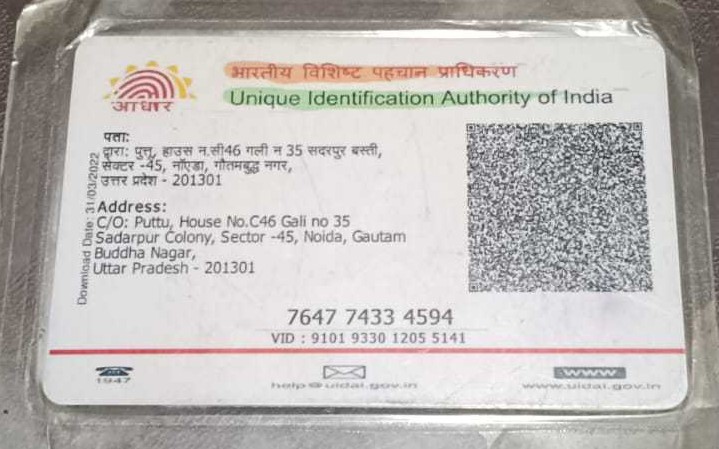 भारतीय विशिष्ट पहचान प्राधिकरण
Unique Identification Authority of India
आधार
पता:
द्वारा: पुत्तू, हाउस न.सी46 गली न 35 सदरपुर बस्ती,
सेक्टर -45, नॉएडा, गौतमबुद्ध नगर,
उत्तर प्रदेश - 201301
Address:
C/O: Puttu, House No.C46 Gali no 35
Sadarpur Colony, Sector -45, Noida, Gautam
Buddha Nagar,
Uttar Pradesh - 201301
Download Date: 31/03/2022
7647 7433 4594
VID : 9101 9330 1205 5141
1947
help@uidai.gov.in
WWW
www.uidai.gov.in